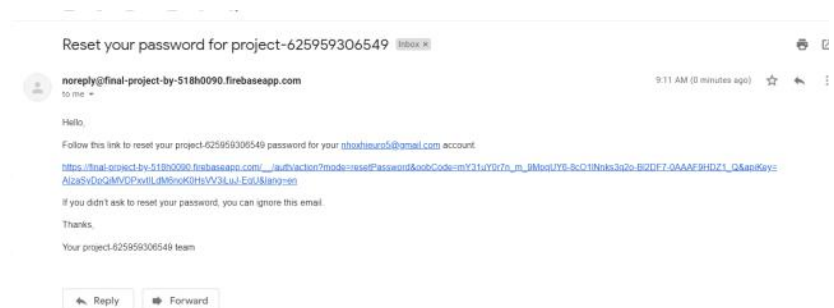 Reset your password for project-625959306549 Inbox ×
noreply@final-project-by-518h0090.firebaseapp.com
9:11 AM (0 minutes ago)
to me
Hello,
Follow this link to reset your project-625959306549 password for your nhoxhieuro5@gmail.com account.
If you didn't ask to reset your password, you can ignore this email.
Thanks,
Your project-625959306549 team
Reply
Forward